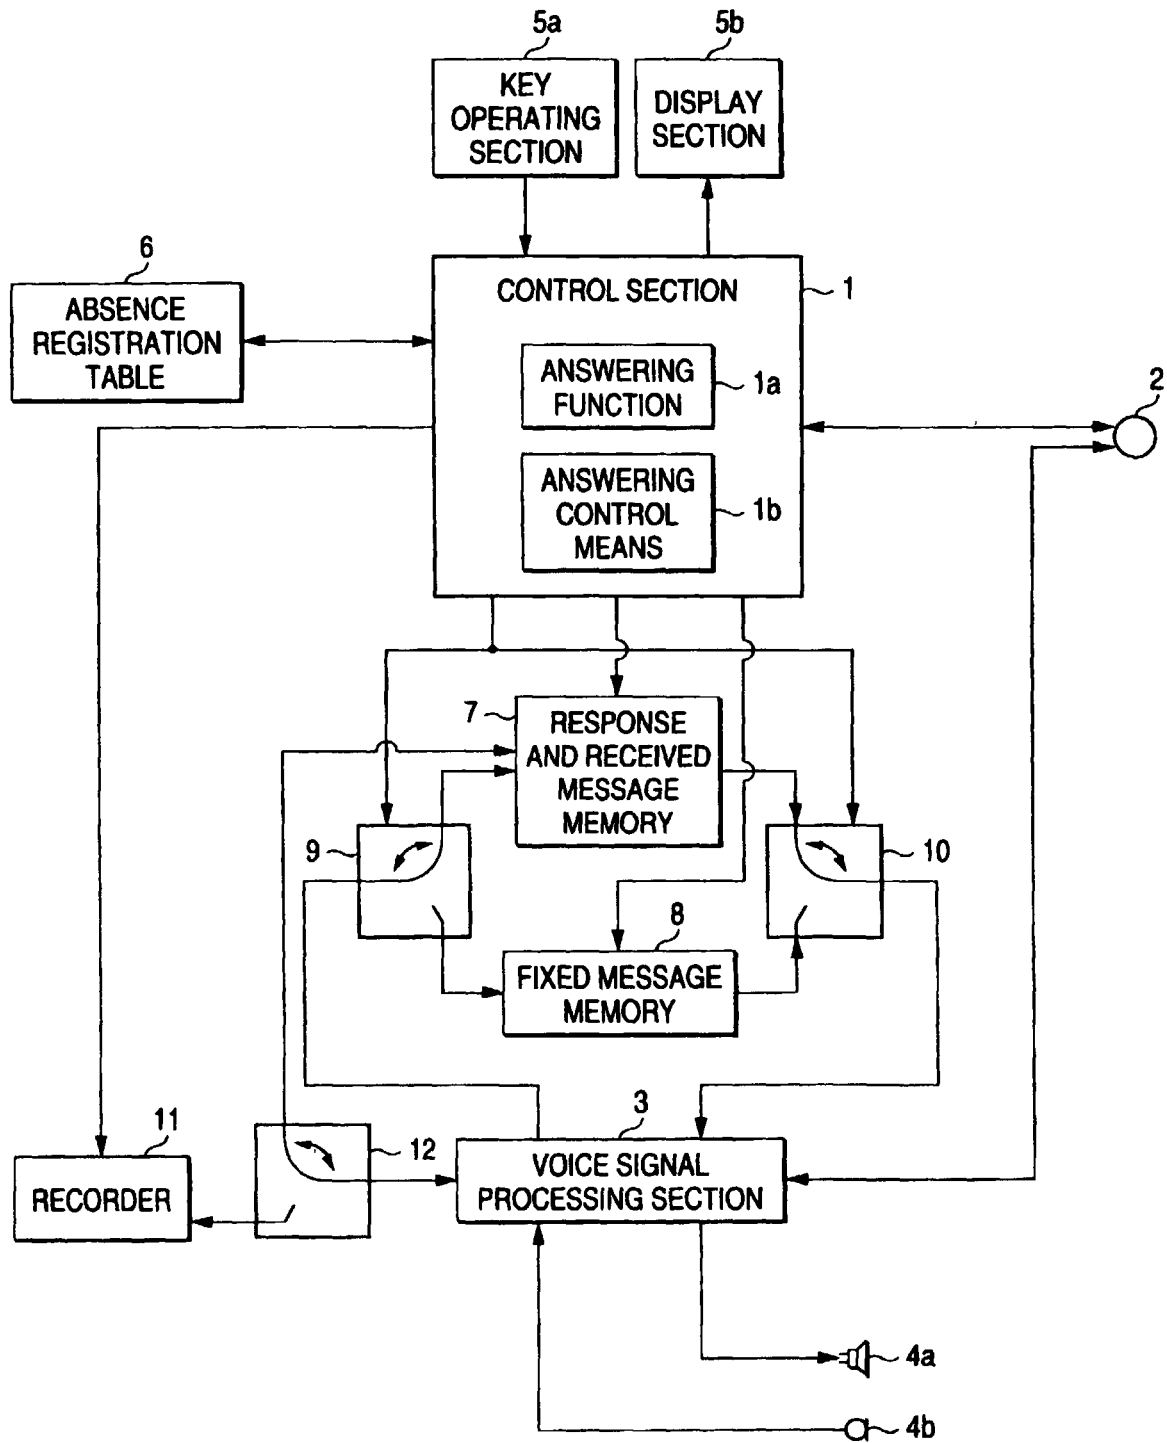 5a
5b
KEY
OPERATING
SECTION
DISPLAY
SECTION
6
ABSENCE
REGISTRATION
TABLE
CONTROL SECTION
1
ANSWERING
FUNCTION
1a
2
ANSWERING
CONTROL
MEANS
1b
7
RESPONSE
AND RECEIVED
MESSAGE
MEMORY
9
10
8
FIXED MESSAGE
MEMORY
11
RECORDER
12
3
VOICE SIGNAL
PROCESSING SECTION
4a
4b